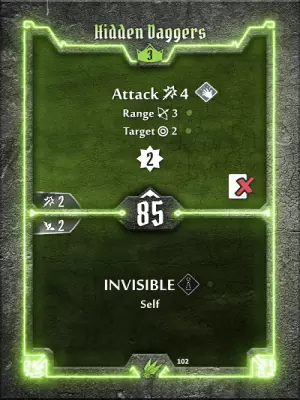 Hidden Daggers
3
Attack 4
Range 3
Target 2
2
2
85
2
INVISIBLE
Self
102